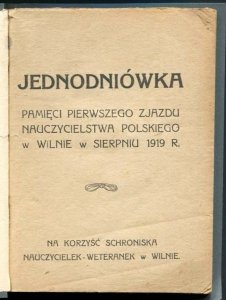 JEDNODNIÓWKA
PAMIĘCI PIERWSZEGO ZJAZDU
NAUCZYCIELSTWA POLSKIEGO
w WILNIE w SIERPNIU 1919 R.
NA KORZYŚĆ SCHRONISKA
NAUCZYCIELEK-WETERANEK w WILNIE.